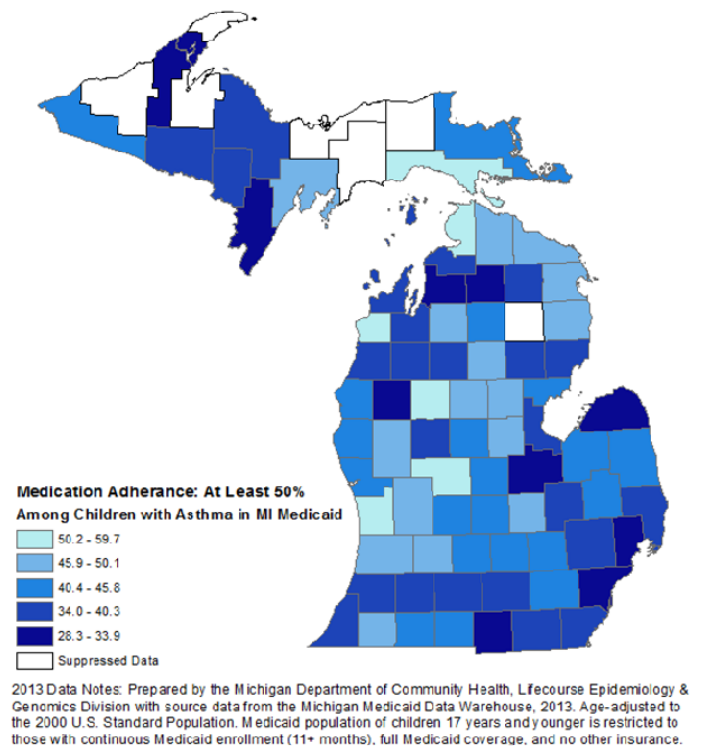 Medication Adherance: At Least 50%
Among Children with Asthma in MI Medicaid
50.2 - 59.7
45.9 - 50.1
40.4 - 45.8
34.0 - 40.3
28.3 - 33.9
Suppressed Data
2013 Data Notes: Prepared by the Michigan Department of Community Health, Lifecourse Epidemiology &
Genomics Division with source data from the Michigan Medicaid Data Warehouse, 2013. Age-adjusted to
the 2000 U.S. Standard Population. Medicaid population of children 17 years and younger is restricted to
those with continuous Medicaid enrollment (11+ months), full Medicaid coverage, and no other insurance.